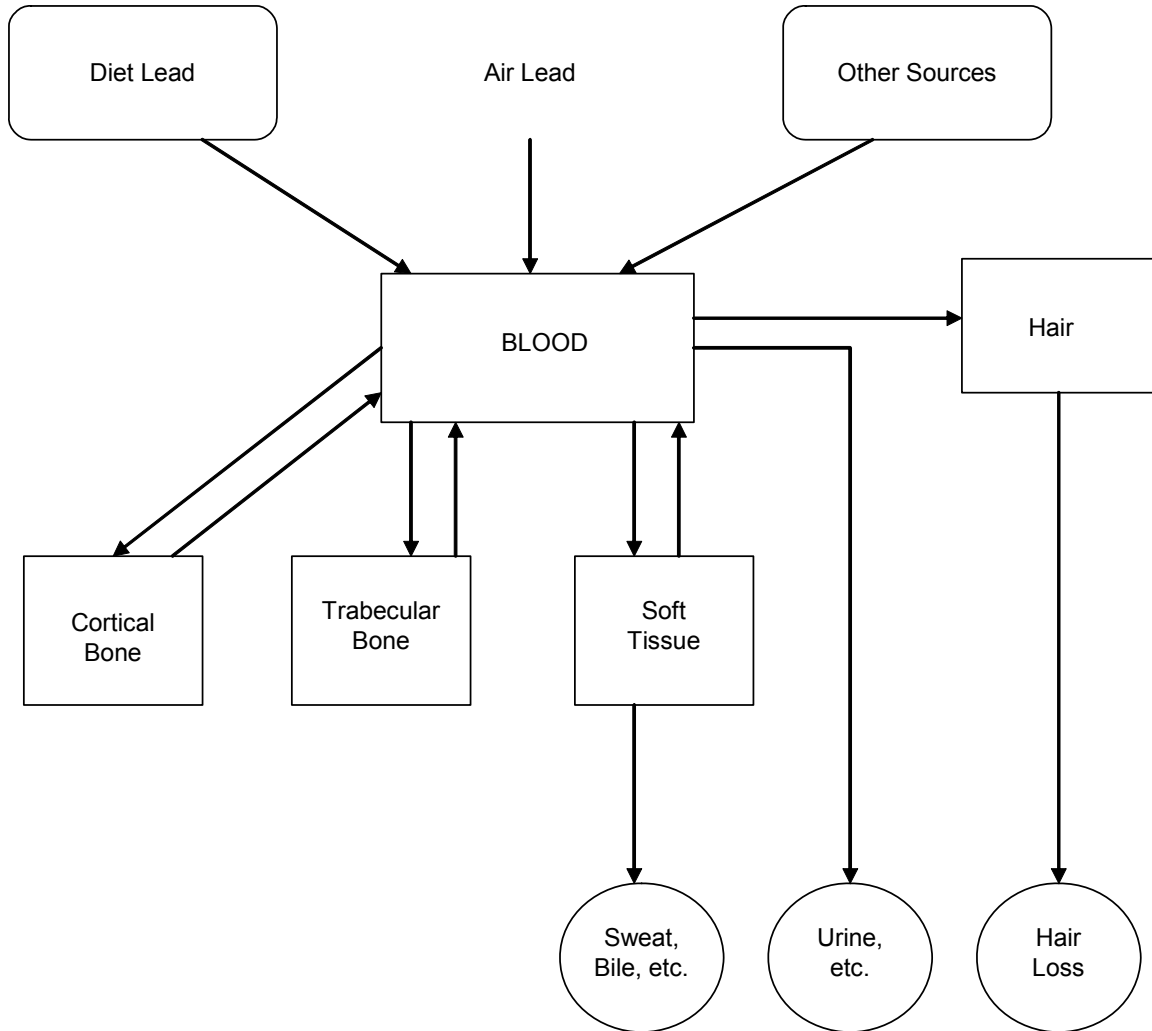 Diet Lead
Air Lead
Other Sources
BLOOD
Hair
Cortical
Bone
Trabecular
Bone
Soft
Tissue
Sweat,
Bile, etc.
Urine,
etc.
Hair
Loss